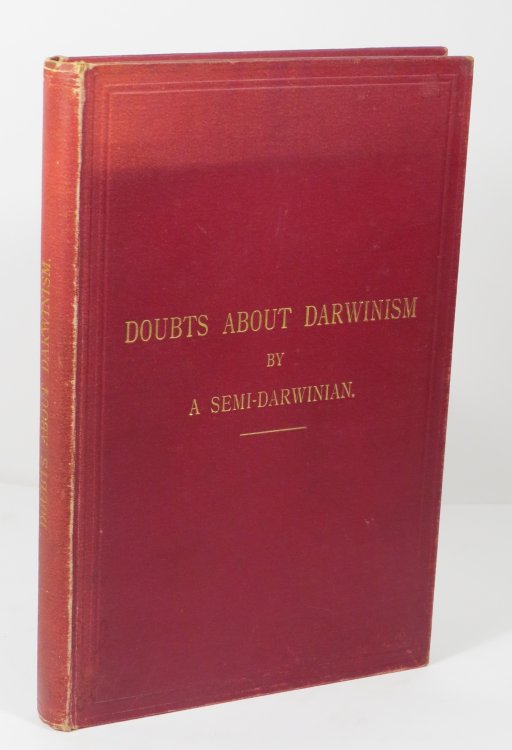 DOUBTS ABOUT DARWINISM.
DOUBTS ABOUT DARWINISM
BY
A SEMI-DARWINIAN.